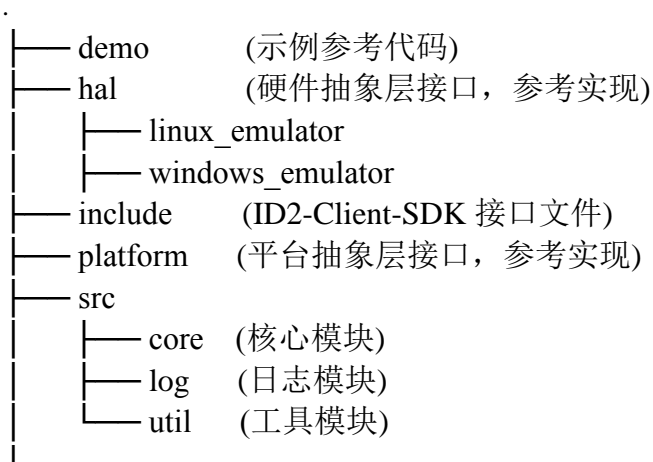 .
├── demo (示例参考代码)
├── hal (硬件抽象层接口，参考实现)
│ ├── linux_emulator
│ ├── windows_emulator
├── include (ID2-Client-SDK 接口文件)
├── platform (平台抽象层接口，参考实现)
├── src
│ ├── core (核心模块)
│ ├── log (日志模块)
│ └── util (工具模块)
│